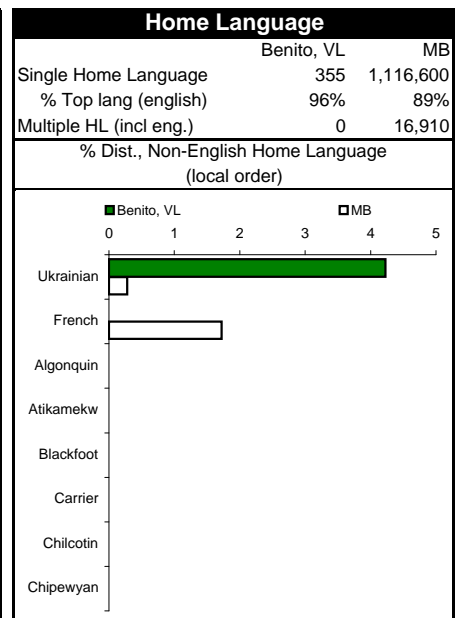 Home Language
Benito, VL MB
Single Home Language 355 1,116,600
% Top lang (english) 96% 89%
Multiple HL (incl eng.) 0 16,910
% Dist., Non-English Home Language
(local order)
Benito, VL MB
0 1 2 3 4 5
Ukrainian
French
Algonquin
Atikamekw
Blackfoot
Carrier
Chilcotin
Chipewyan